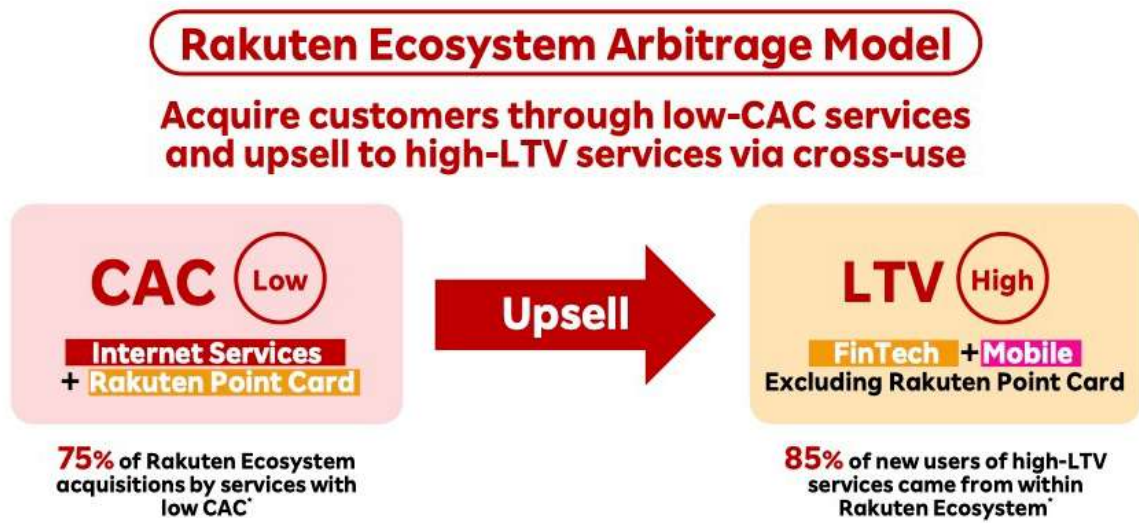 Rakuten Ecosystem Arbitrage Model
Acquire customers through low-CAC services
and upsell to high-LTV services via cross-use
CAC Low
Internet Services
+ Rakuten Point Card
Upsell
LTV High
FinTech + Mobile
Excluding Rakuten Point Card
75% of Rakuten Ecosystem
acquisitions by services with
low CAC*
85% of new users of high-LTV
services came from within
Rakuten Ecosystem*